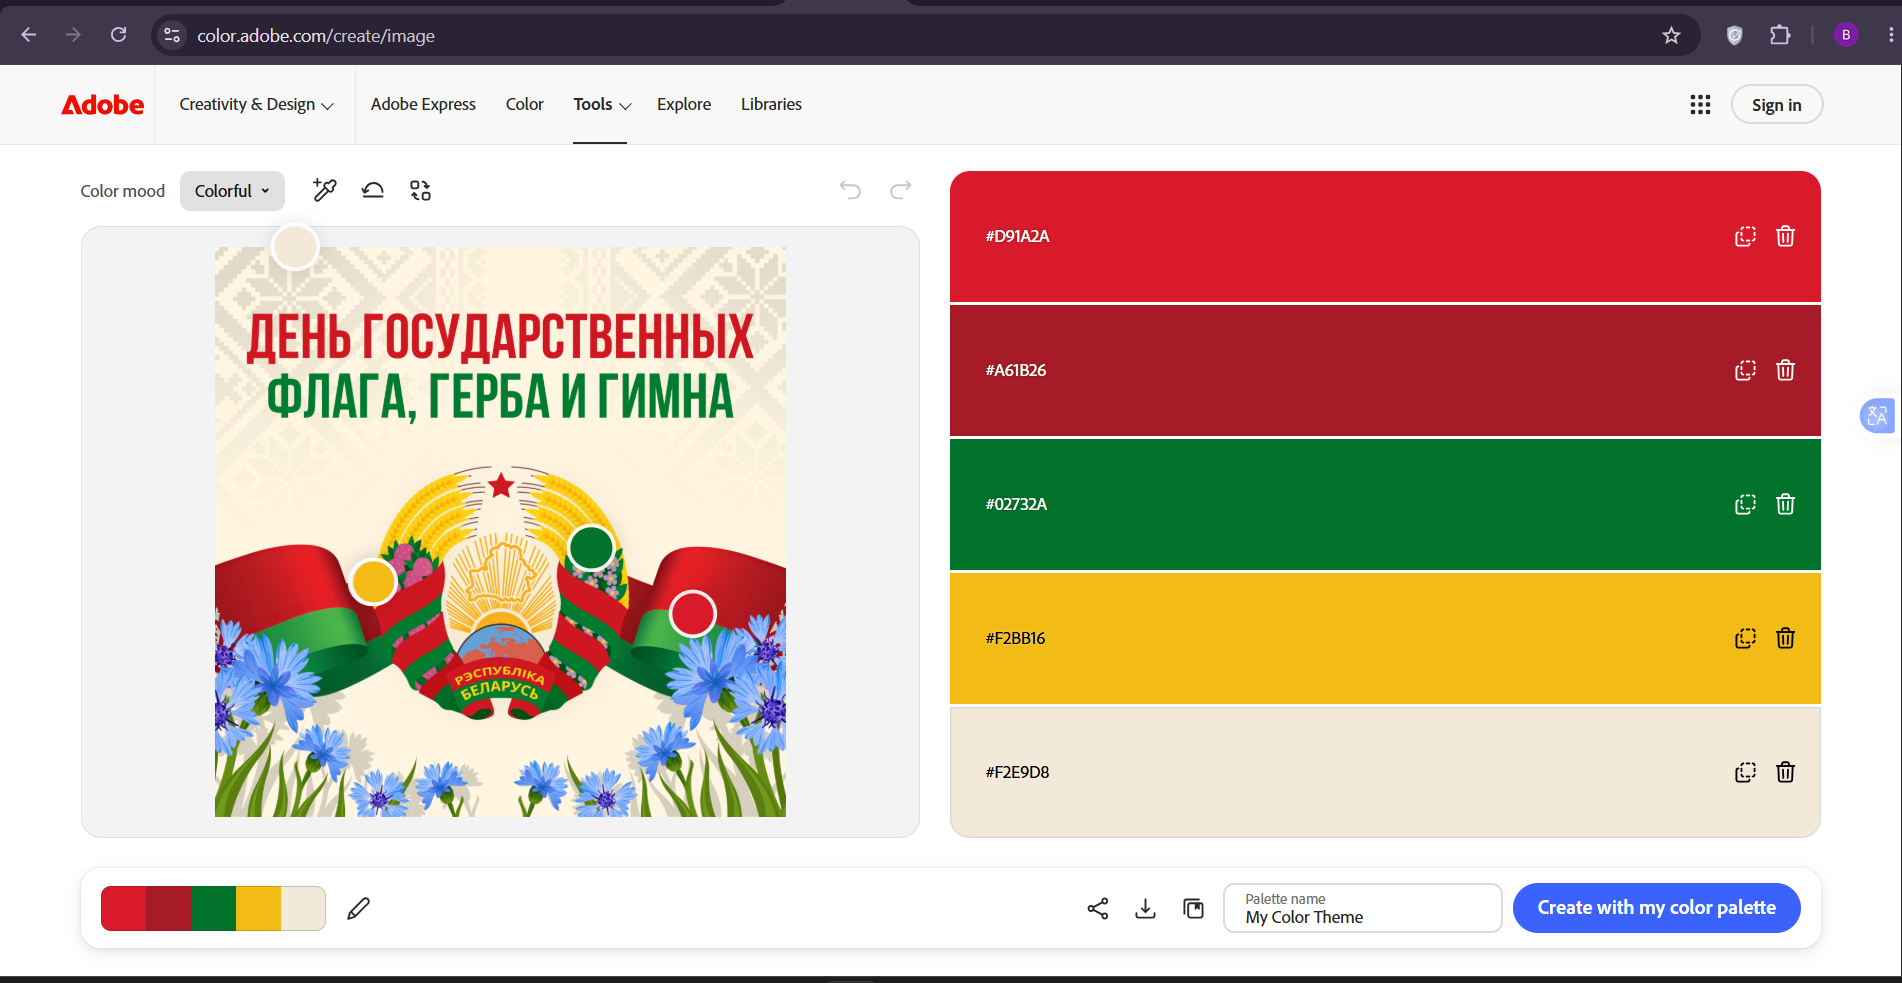 color.adobe.com/create/image
B
Adobe
Creativity & Design
Adobe Express
Color
Tools
Explore
Libraries
Sign in
Color mood
Colorful
ДЕНЬ ГОСУДАРСТВЕННЫХ
ФЛАГА, ГЕРБА И ГИМНА
РЭСПУБЛІКА
БЕЛАРУСЬ
#D91A2A
#A61B26
#02732A
#F2BB16
#F2E9D8
Palette name
My Color Theme
Create with my color palette